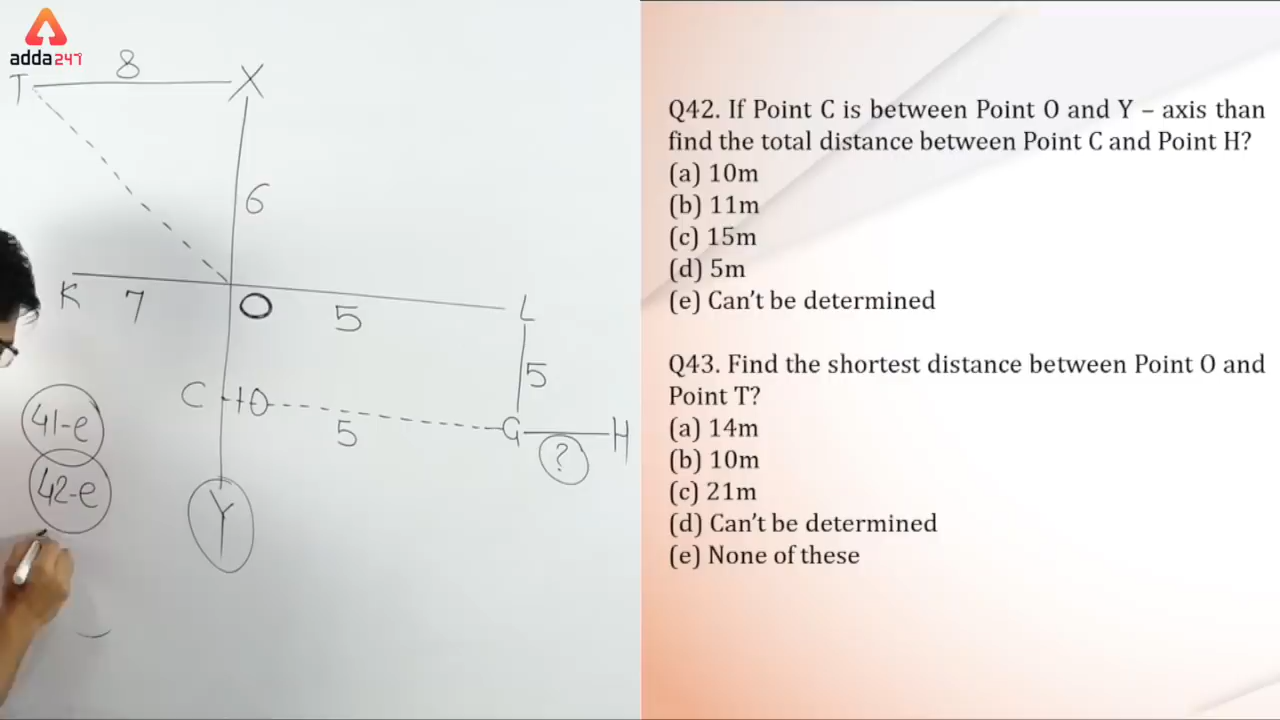 adda247
T 8 X
6
K 7 O 5 L
5
C 5 G H
?
41-e
42-e
Y
Q42. If Point C is between Point O and Y – axis than
find the total distance between Point C and Point H?
(a) 10m
(b) 11m
(c) 15m
(d) 5m
(e) Can't be determined
Q43. Find the shortest distance between Point O and
Point T?
(a) 14m
(b) 10m
(c) 21m
(d) Can't be determined
(e) None of these